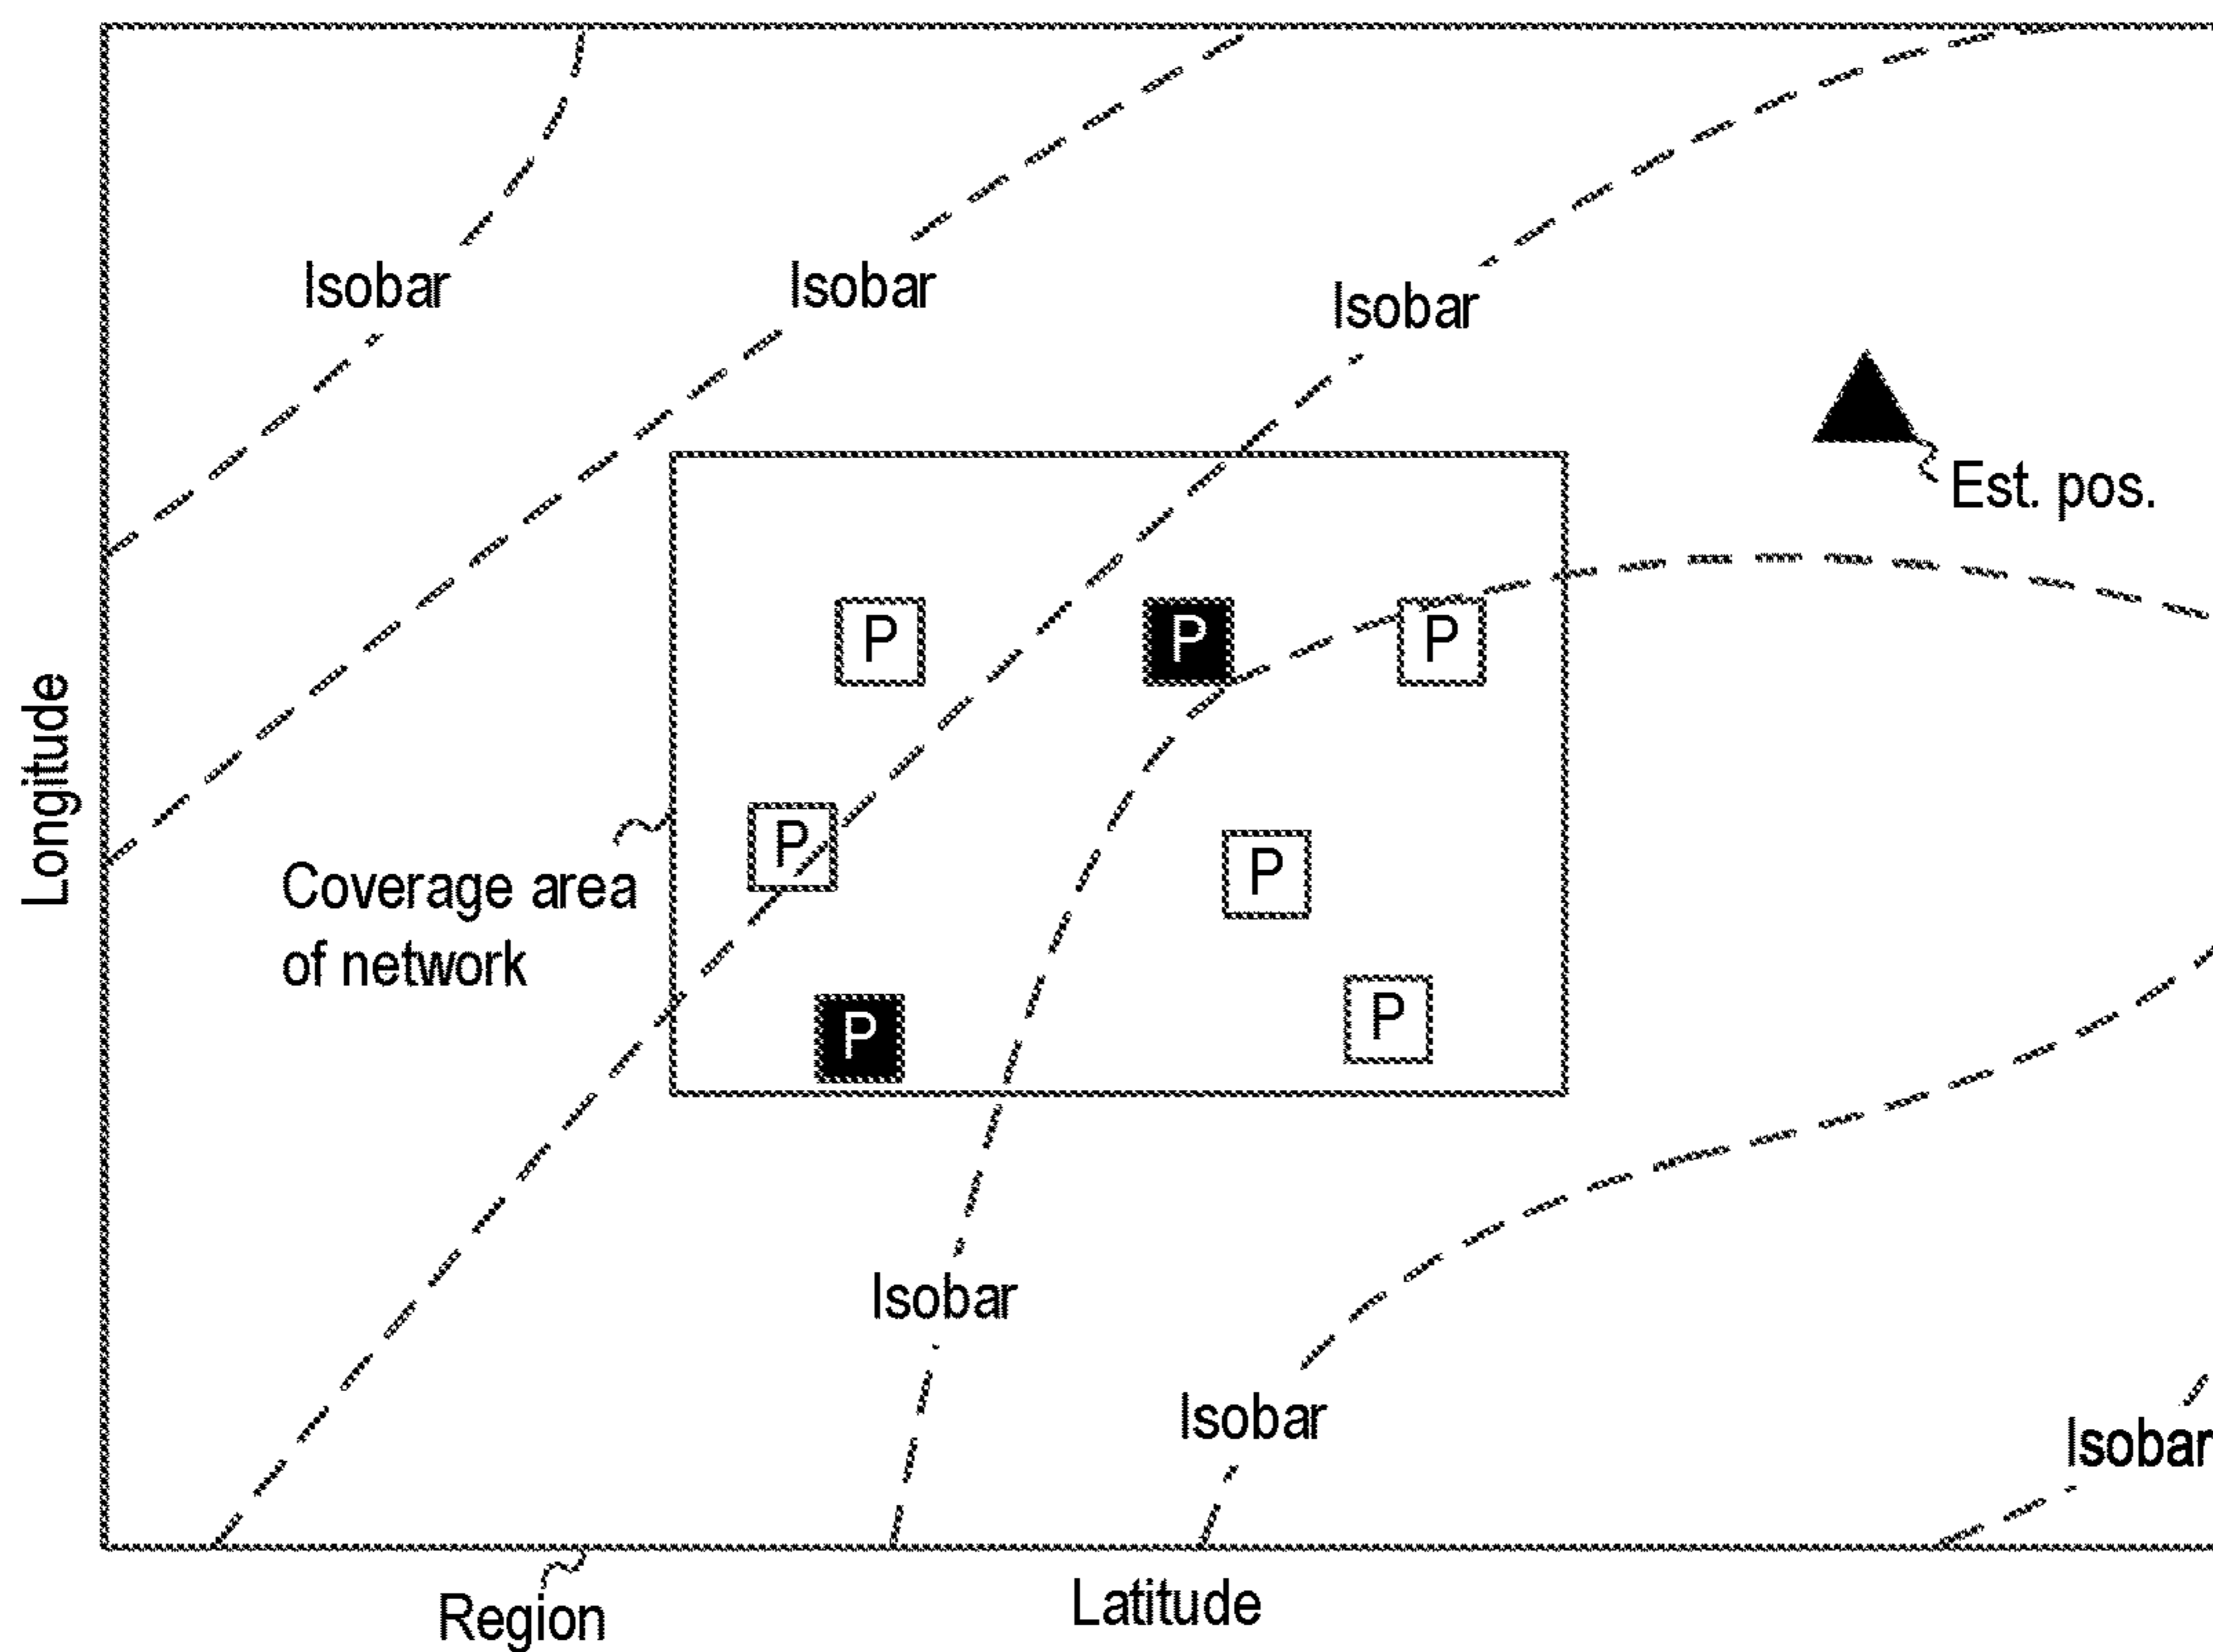 Isobar
Isobar
Isobar
Est. pos.
P
P
P
Longitude
P
P
Coverage area
of network
P
P
Isobar
Isobar
Isobar
Region
Latitude